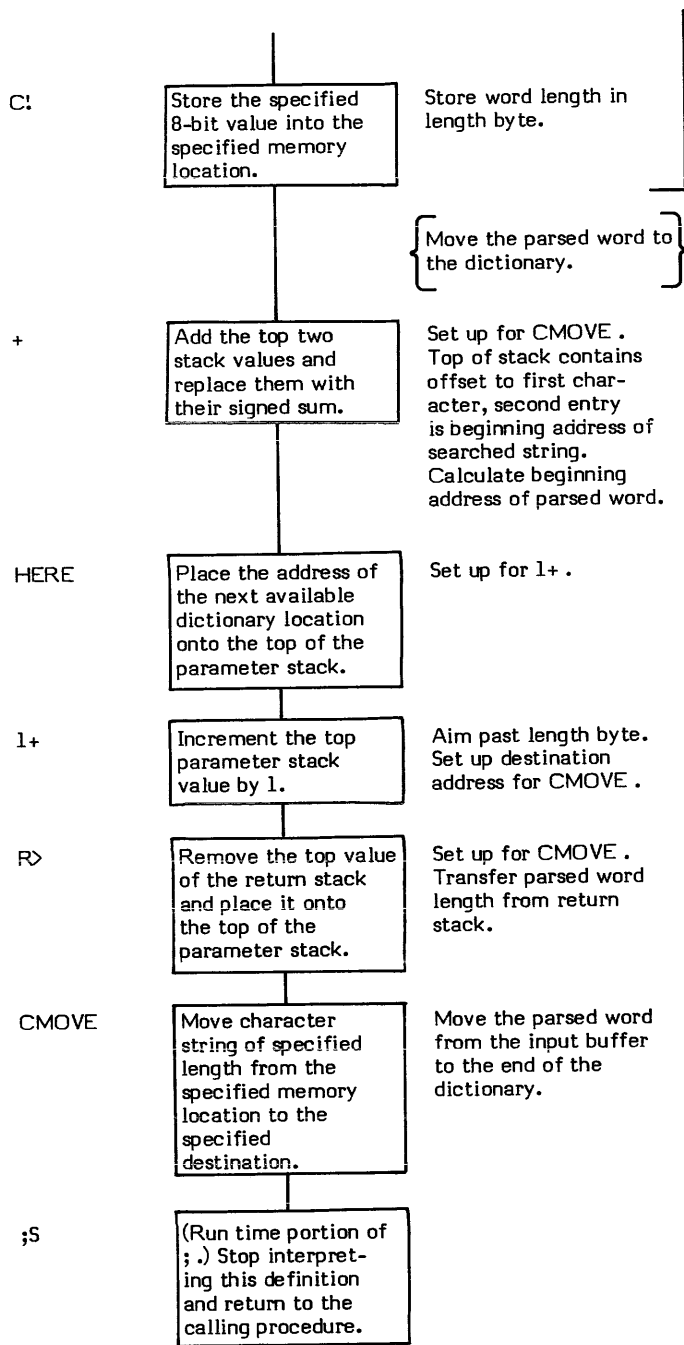 C!
Store the specified
8-bit value into the
specified memory
location.
Store word length in
length byte.
Move the parsed word to
the dictionary.
+
Add the top two
stack values and
replace them with
their signed sum.
Set up for CMOVE .
Top of stack contains
offset to first char-
acter, second entry
is beginning address of
searched string.
Calculate beginning
address of parsed word.
HERE
Place the address of
the next available
dictionary location
onto the top of the
parameter stack.
Set up for 1+ .
1+
Increment the top
parameter stack
value by 1.
Aim past length byte.
Set up destination
address for CMOVE .
R>
Remove the top value
of the return stack
and place it onto
the top of the
parameter stack.
Set up for CMOVE .
Transfer parsed word
length from return
stack.
CMOVE
Move character
string of specified
length from the
specified memory
location to the
specified
destination.
Move the parsed word
from the input buffer
to the end of the
dictionary.
;S
(Run time portion of
; .) Stop interpret-
ing this definition
and return to the
calling procedure.